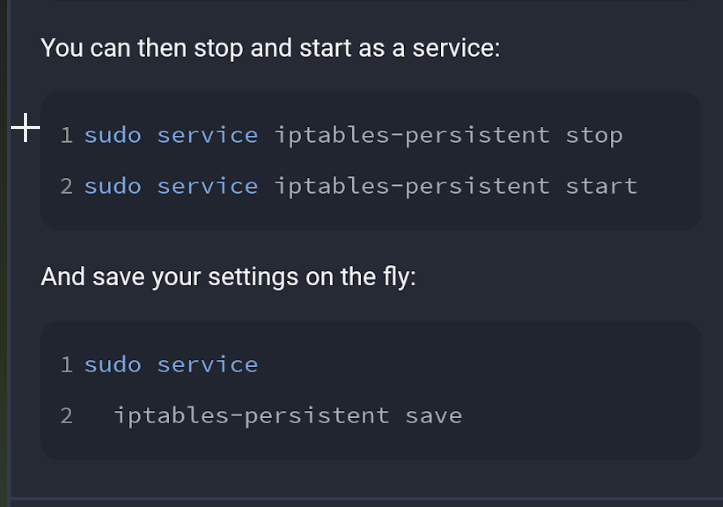 You can then stop and start as a service:
1 sudo service iptables-persistent stop
2 sudo service iptables-persistent start
And save your settings on the fly:
1 sudo service
2   iptables-persistent save